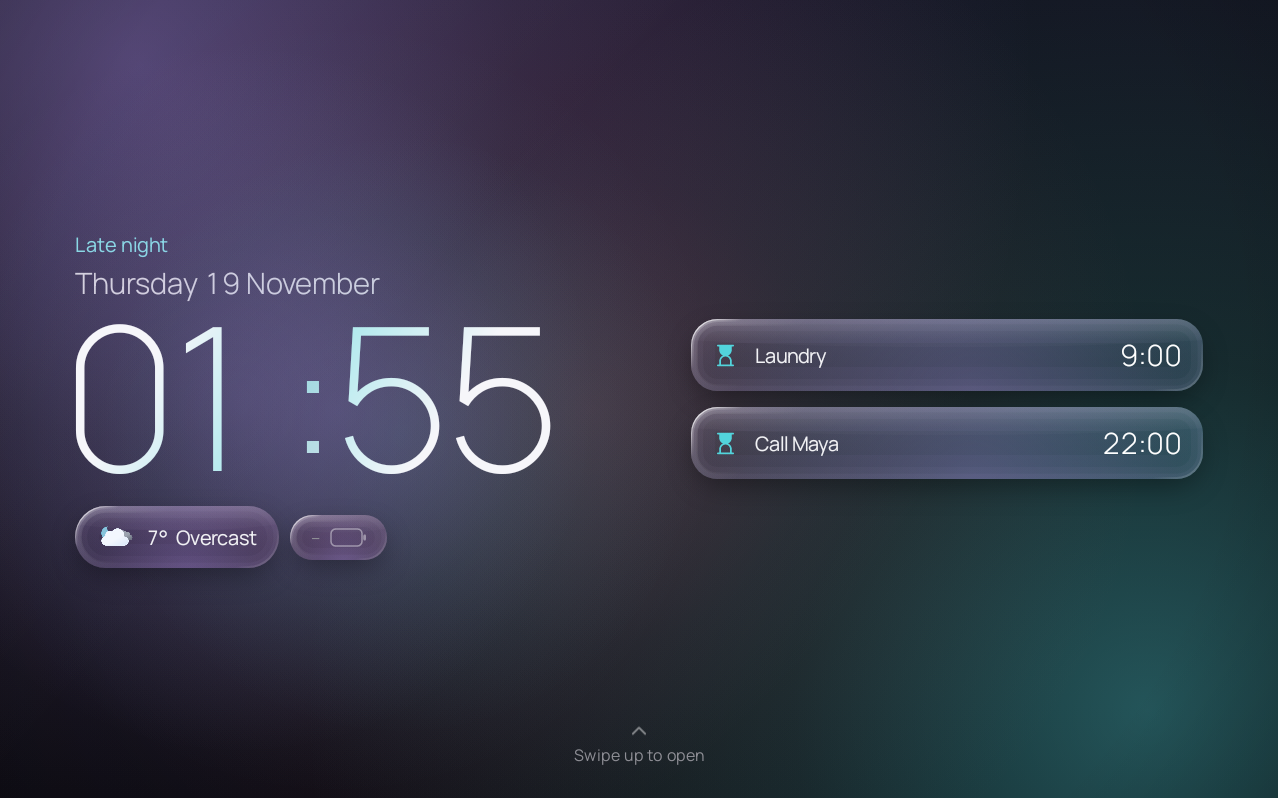 Late night
Thursday 19 November
01:55
7° Overcast
–
Laundry 9:00
Call Maya 22:00
Swipe up to open